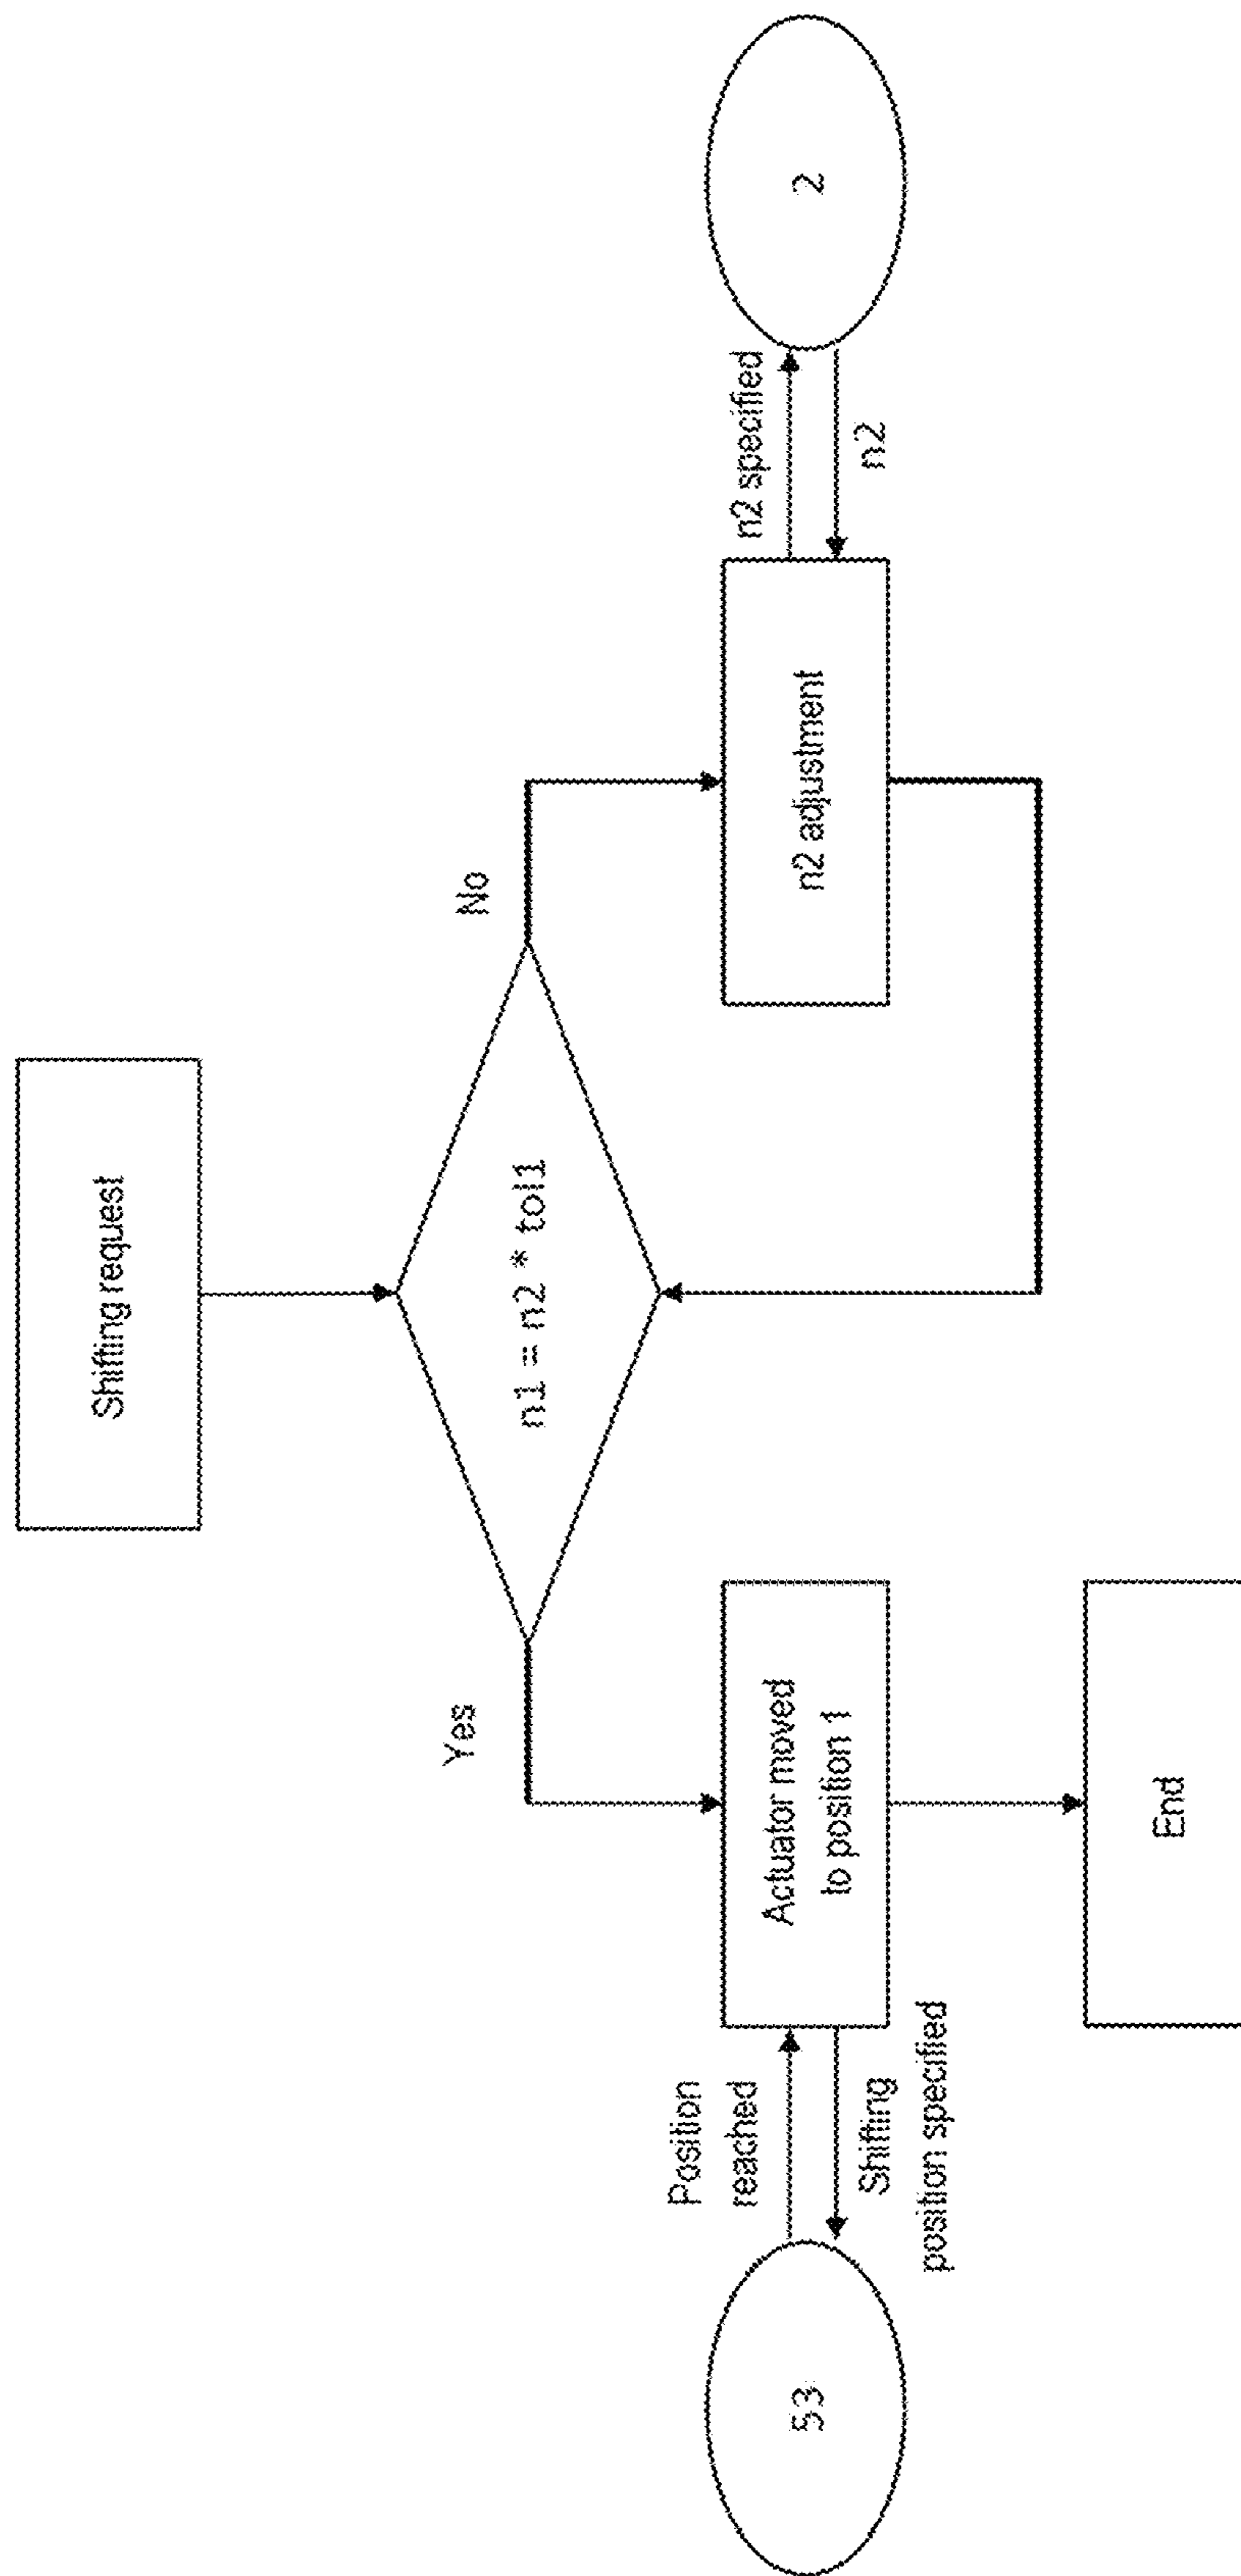 Shifting request
n1 = n2 * tol1
Yes
No
Position
reached
Actuator moved
to position 1
n2 adjustment
n2 specified
53
2
Shifting
position specified
n2
End